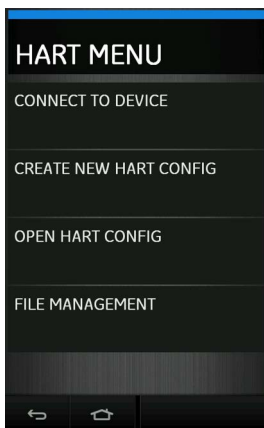 HART MENU
CONNECT TO DEVICE
CREATE NEW HART CONFIG
OPEN HART CONFIG
FILE MANAGEMENT